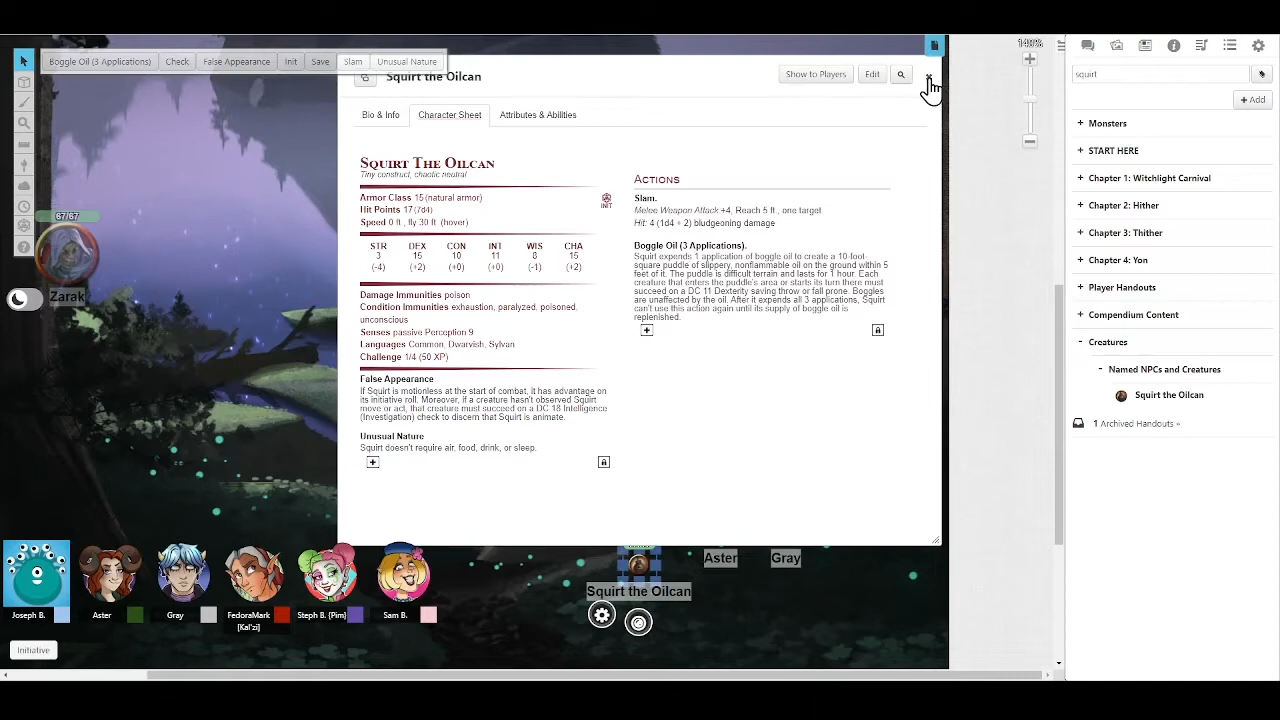 Boggle Oil (3 Applications) Check False Appearance Init Save Slam Unusual Nature
Squirt the Oilcan
Show to Players Edit
Bio & Info Character Sheet Attributes & Abilities
SQUIRT THE OILCAN
Tiny construct, chaotic neutral
Armor Class 15 (natural armor)
Hit Points 17 (7d4)
Speed 0 ft., fly 30 ft. (hover)
INIT
STR DEX CON INT WIS CHA
3 15 10 11 8 15
(-4) (+2) (+0) (+0) (-1) (+2)
Damage Immunities poison
Condition Immunities exhaustion, paralyzed, poisoned,
unconscious
Senses passive Perception 9
Languages Common, Dwarvish, Sylvan
Challenge 1/4 (50 XP)
False Appearance
If Squirt is motionless at the start of combat, it has advantage on
its initiative roll. Moreover, if a creature hasn't observed Squirt
move or act, that creature must succeed on a DC 18 Intelligence
(Investigation) check to discern that Squirt is animate.
Unusual Nature
Squirt doesn't require air, food, drink, or sleep.
ACTIONS
Slam.
Melee Weapon Attack +4, Reach 5 ft., one target
Hit: 4 (1d4 + 2) bludgeoning damage
Boggle Oil (3 Applications).
Squirt expends 1 application of boggle oil to create a 10-foot-
square puddle of slippery, nonflammable oil on the ground within 5
feet of it. The puddle is difficult terrain and lasts for 1 hour. Each
creature that enters the puddle's area or starts its turn there must
succeed on a DC 11 Dexterity saving throw or fall prone. Boggles
are unaffected by the oil. After it expends all 3 applications, Squirt
can't use this action again until its supply of boggle oil is
replenished.
67/67
Zarak
Aster Gray
Squirt the Oilcan
Joseph B. Aster Gray FedoraMark Steph B. (Pim) Sam B.
[Kal'zi]
Initiative
squirt
+ Add
+ Monsters
+ START HERE
+ Chapter 1: Witchlight Carnival
+ Chapter 2: Hither
+ Chapter 3: Thither
+ Chapter 4: Yon
+ Player Handouts
+ Compendium Content
- Creatures
- Named NPCs and Creatures
Squirt the Oilcan
1 Archived Handouts »